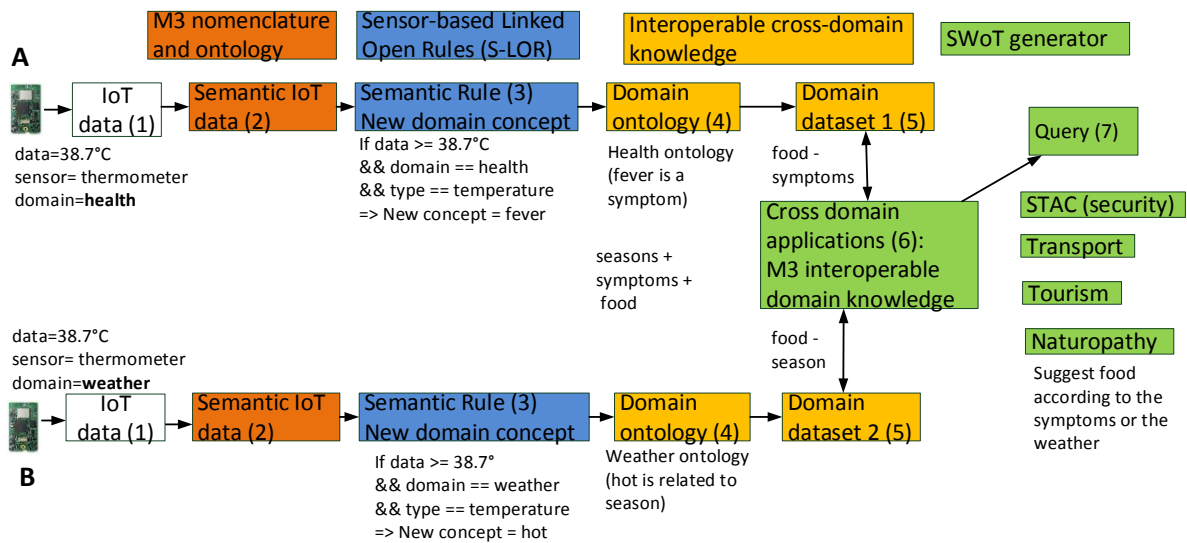 M3 nomenclature
and ontology
Sensor-based Linked
Open Rules (S-LOR)
Interoperable cross-domain
knowledge
SWoT generator
A
IoT
data (1)
Semantic IoT
data (2)
Semantic Rule (3)
New domain concept
Domain
ontology (4)
Domain
dataset 1 (5)
Query (7)
data=38.7°C
sensor= thermometer
domain=health
If data >= 38.7°C
&& domain == health
&& type == temperature
=> New concept = fever
Health ontology
(fever is a
symptom)
food -
symptoms
Cross domain
applications (6):
M3 interoperable
domain knowledge
STAC (security)
Transport
Tourism
Naturopathy
Suggest food
according to the
symptoms or the
weather
seasons +
symptoms +
food
food -
season
data=38.7°C
sensor= thermometer
domain=weather
IoT
data (1)
Semantic IoT
data (2)
Semantic Rule (3)
New domain concept
Domain
ontology (4)
Domain
dataset 2 (5)
B
If data >= 38.7°
&& domain == weather
&& type == temperature
=> New concept = hot
Weather ontology
(hot is related to
season)